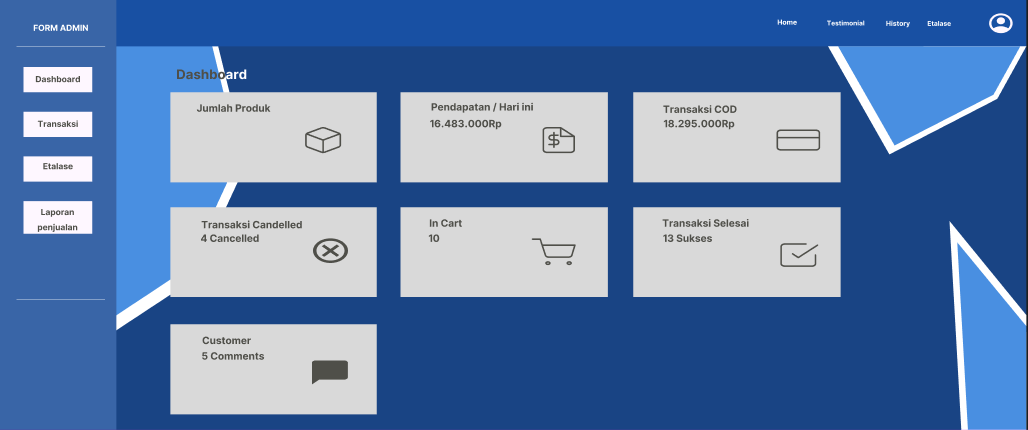 FORM ADMIN
Home
Testimonial
History
Etalase
Dashboard
Transaksi
Etalase
Laporan
penjualan
Dashboard
Jumlah Produk
Pendapatan / Hari ini
16.483.000Rp
Transaksi COD
18.295.000Rp
Transaksi Candelled
4 Cancelled
In Cart
10
Transaksi Selesai
13 Sukses
Customer
5 Comments